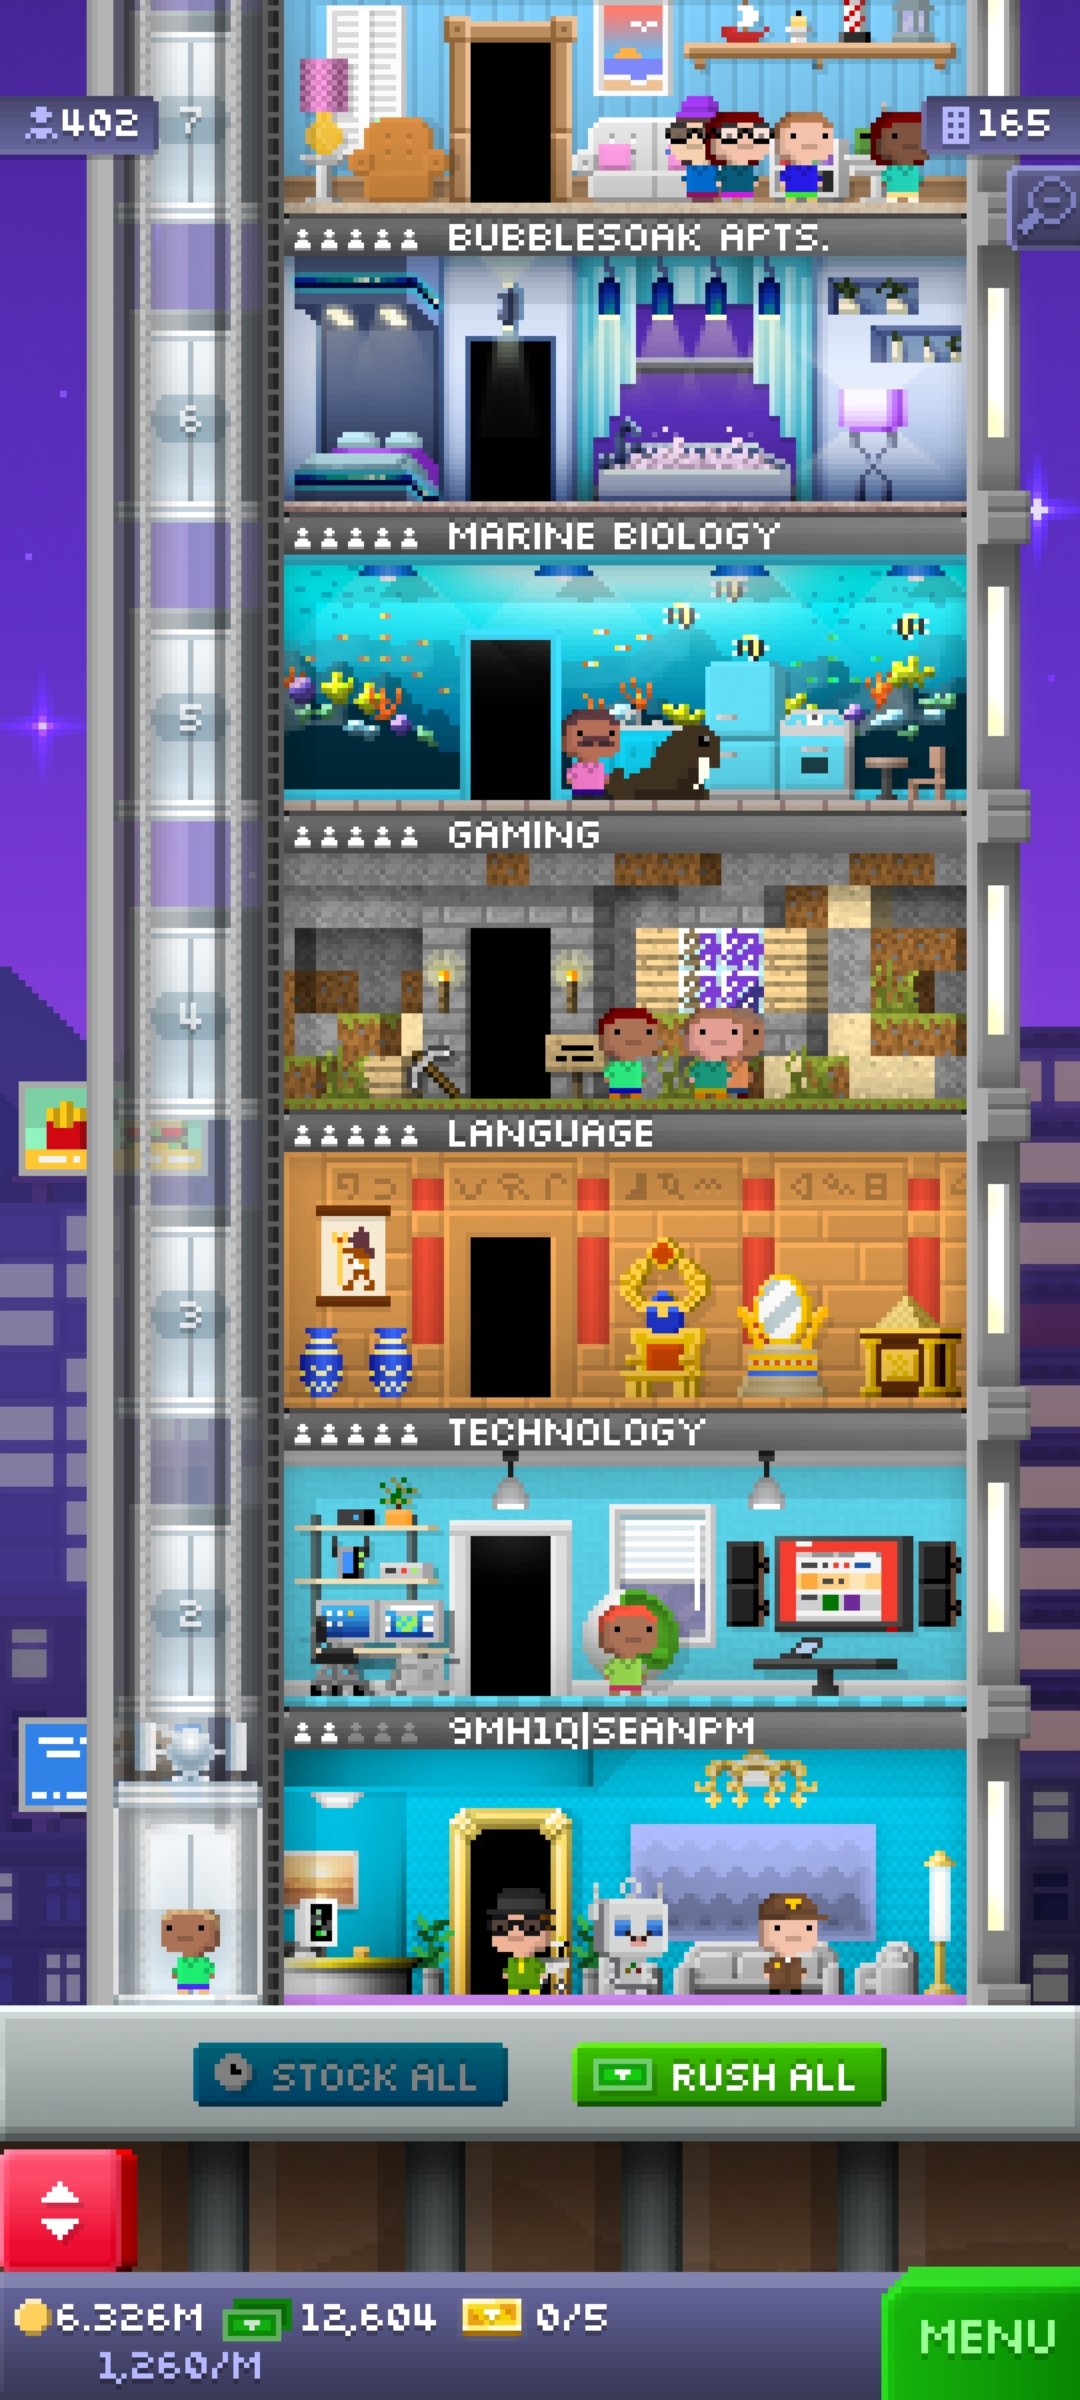 7
402
165
BUBBLESOAK APTS.
6
MARINE BIOLOGY
5
GAMING
4
LANGUAGE
3
TECHNOLOGY
2
9MH1Q|SEANPM
STOCK ALL
RUSH ALL
6.326M
12,604
0/5
1,260/M
MENU